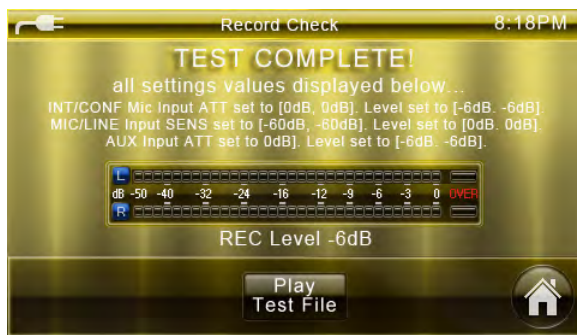 Record Check 8:18PM
TEST COMPLETE!
all settings values displayed below...
INT/CONF Mic Input ATT set to [0dB, 0dB]. Level set to [-6dB. -6dB].
MIC/LINE Input SENS set to [-60dB, -60dB]. Level set to [0dB. 0dB].
AUX Input ATT set to 0dB]. Level set to [-6dB. -6dB].
L
dB -50 -40 -32 -24 -16 -12 -9 -6 -3 0 OVER
R
REC Level -6dB
Play
Test File